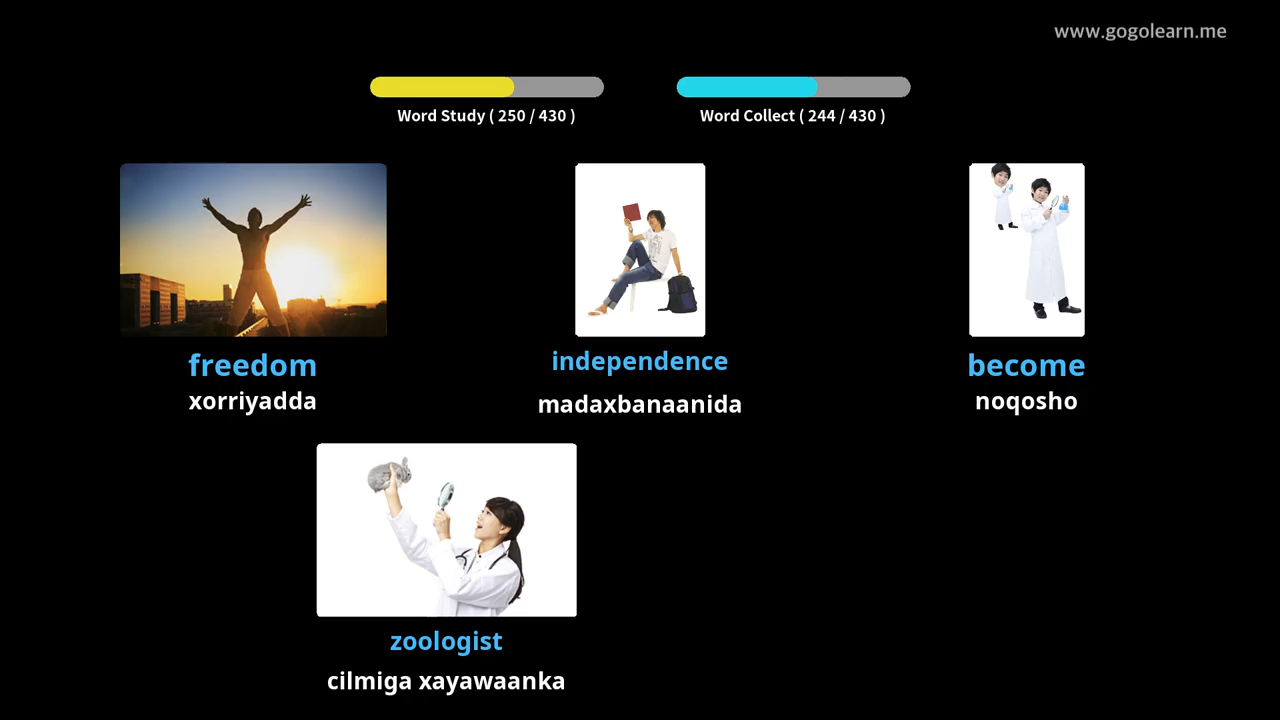 www.gogolearn.me
Word Study ( 250 / 430 )
Word Collect ( 244 / 430 )
freedom
xorriyadda
independence
madaxbanaanida
become
noqosho
zoologist
cilmiga xayawaanka